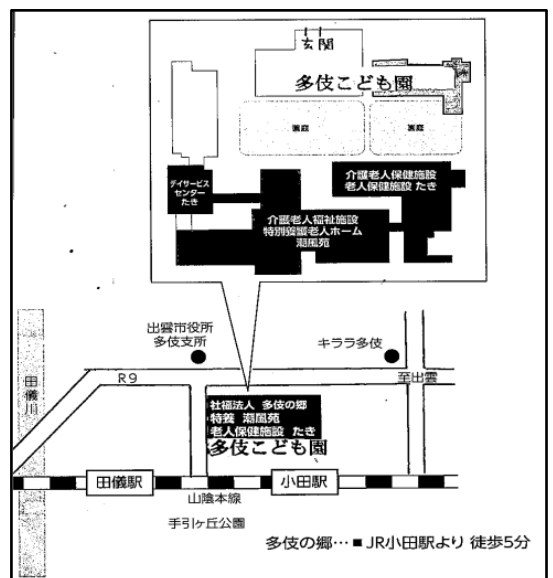 玄関
多伎こども園
園庭
園庭
デイサービス
センター
たき
介護老人保健施設
老人保健施設 たき
介護老人福祉施設
特別養護老人ホーム
潮風苑
出雲市役所
多伎支所
キララ多伎
田儀川
R9
至出雲
社福法人 多伎の郷
特養 潮風苑
老人保健施設 たき
多伎こども園
田儀駅
小田駅
山陰本線
手引ヶ丘公園
多伎の郷…■JR小田駅より 徒歩5分